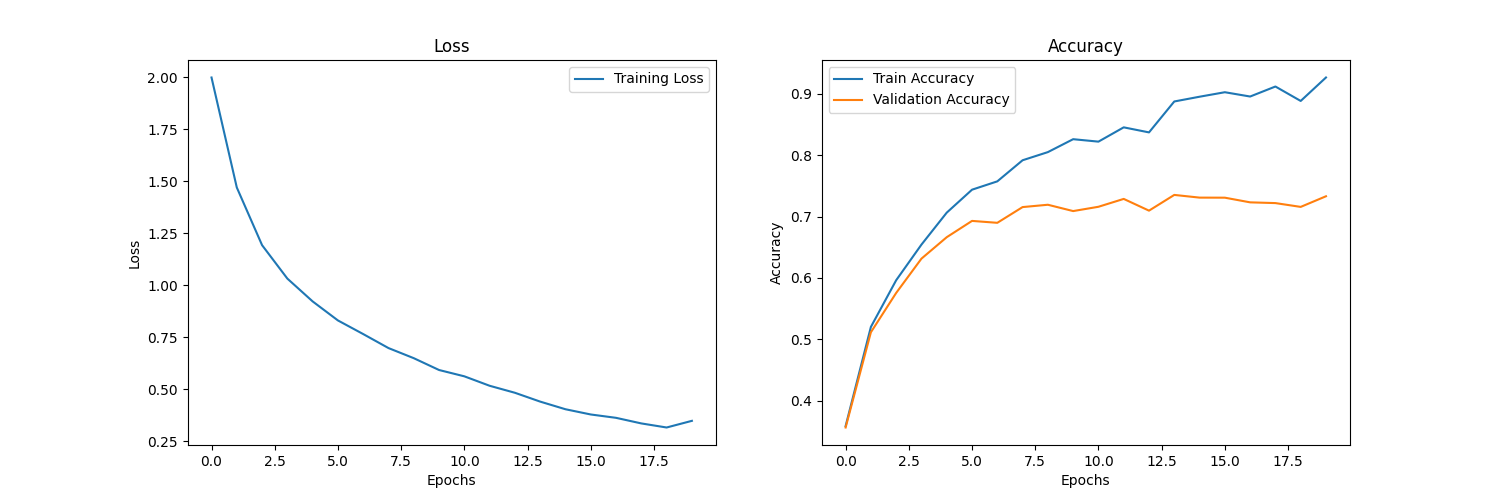 Loss
Training Loss
2.00
1.75
1.50
1.25
1.00
0.75
0.50
0.25
Loss
0.0 2.5 5.0 7.5 10.0 12.5 15.0 17.5
Epochs
Accuracy
Train Accuracy
Validation Accuracy
0.9
0.8
0.7
0.6
0.5
0.4
Accuracy
0.0 2.5 5.0 7.5 10.0 12.5 15.0 17.5
Epochs